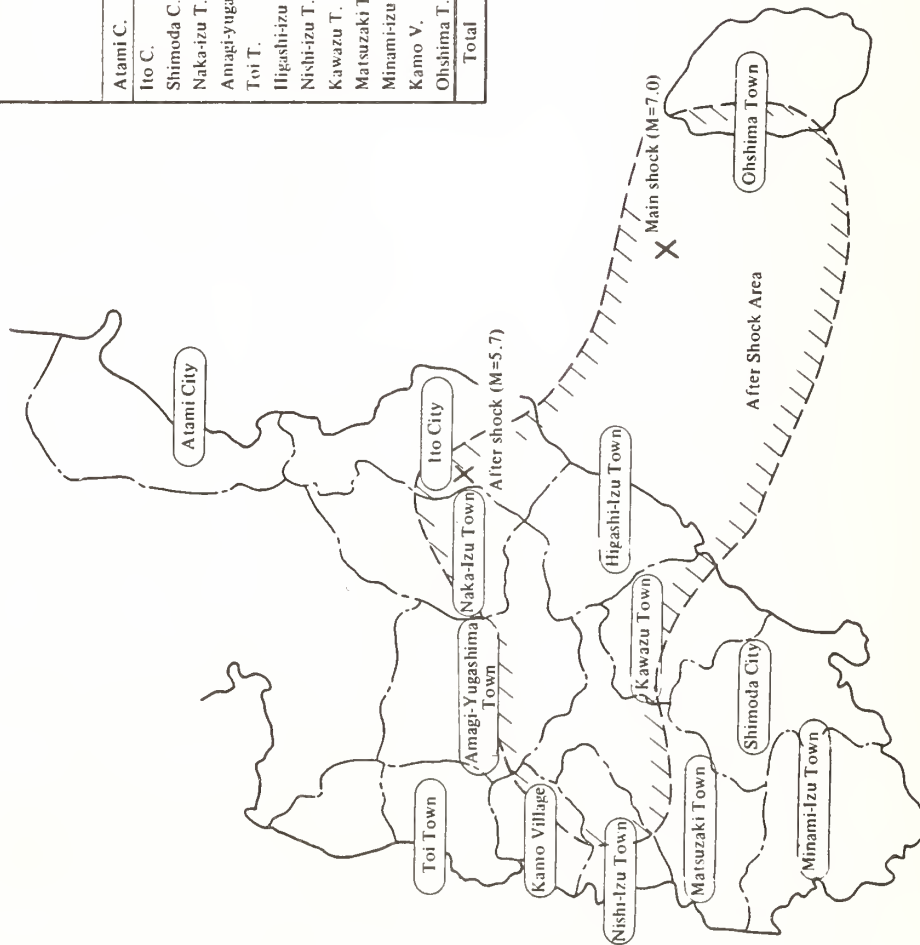 Atami C.
Ito C.
Shimoda C.
Naka-izu T.
Amagi-yuga
Toi T.
Higashi-izu
Nishi-izu T.
Kawazu T.
Matsuzaki T
Minami-izu
Kamo V.
Ohshima T.
Total
Atami City
Ito City
After shock (M=5.7)
Naka-Izu Town
Amagi-Yugashima
Town
Toi Town
Kamo Village
Nishi-Izu Town
Higashi-Izu Town
Kawazu Town
Matsuzaki Town
Shimoda City
Minami-Izu Town
Main shock (M=7.0)
After Shock Area
Ohshima Town